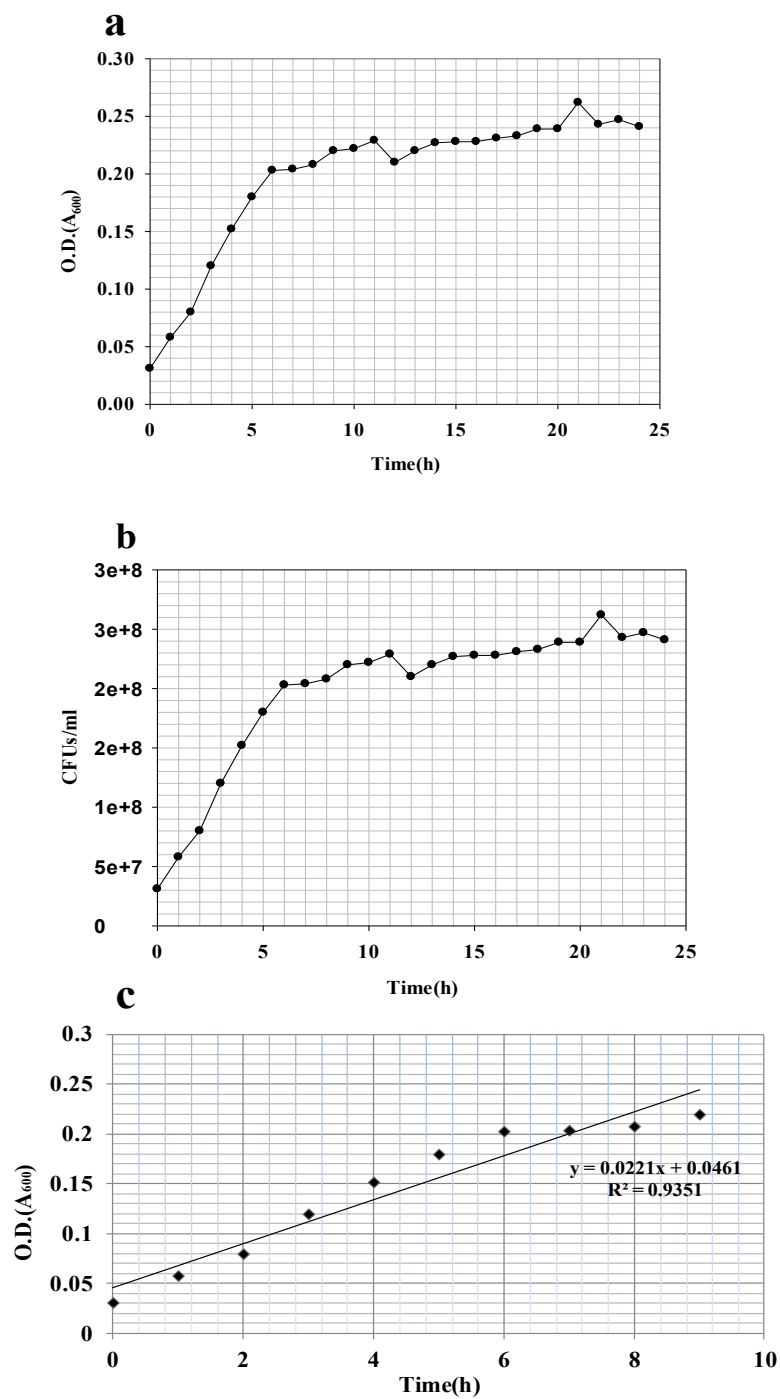 a
0.30
0.25
0.20
0.15
0.10
0.05
0.00
O.D.(A₆₀₀)
0 5 10 15 20 25
Time(h)
b
3e+8
3e+8
2e+8
2e+8
1e+8
5e+7
0
CFUs/ml
0 5 10 15 20 25
Time(h)
c
0.3
0.25
0.2
0.15
0.1
0.05
0
O.D.(A₆₀₀)
y = 0.0221x + 0.0461
R² = 0.9351
0 2 4 6 8 10
Time(h)